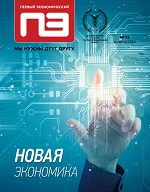 ПЕРВЫЙ ЭКОНОМИЧЕСКИЙ
ПЭ
МЫ НУЖНЫ ДРУГ ДРУГУ
НОВАЯ
ЭКОНОМИКА